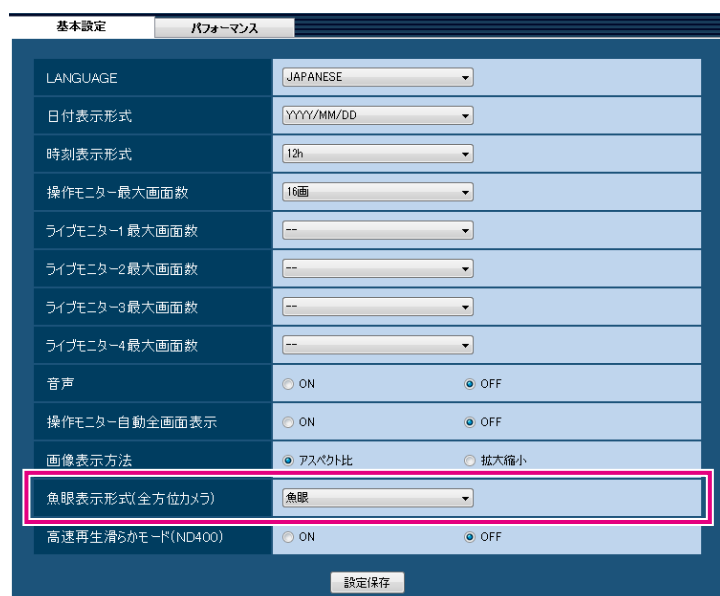 基本設定 パフォーマンス
LANGUAGE JAPANESE
日付表示形式 YYYY/MM/DD
時刻表示形式 12h
操作モニター最大画面数 16画
ライブモニター1最大画面数 --
ライブモニター2最大画面数 --
ライブモニター3最大画面数 --
ライブモニター4最大画面数 --
音声 ON OFF
操作モニター自動全画面表示 ON OFF
画像表示方法 アスペクト比 拡大縮小
魚眼表示形式(全方位カメラ) 魚眼
高速再生滑らかモード(ND400) ON OFF
設定保存